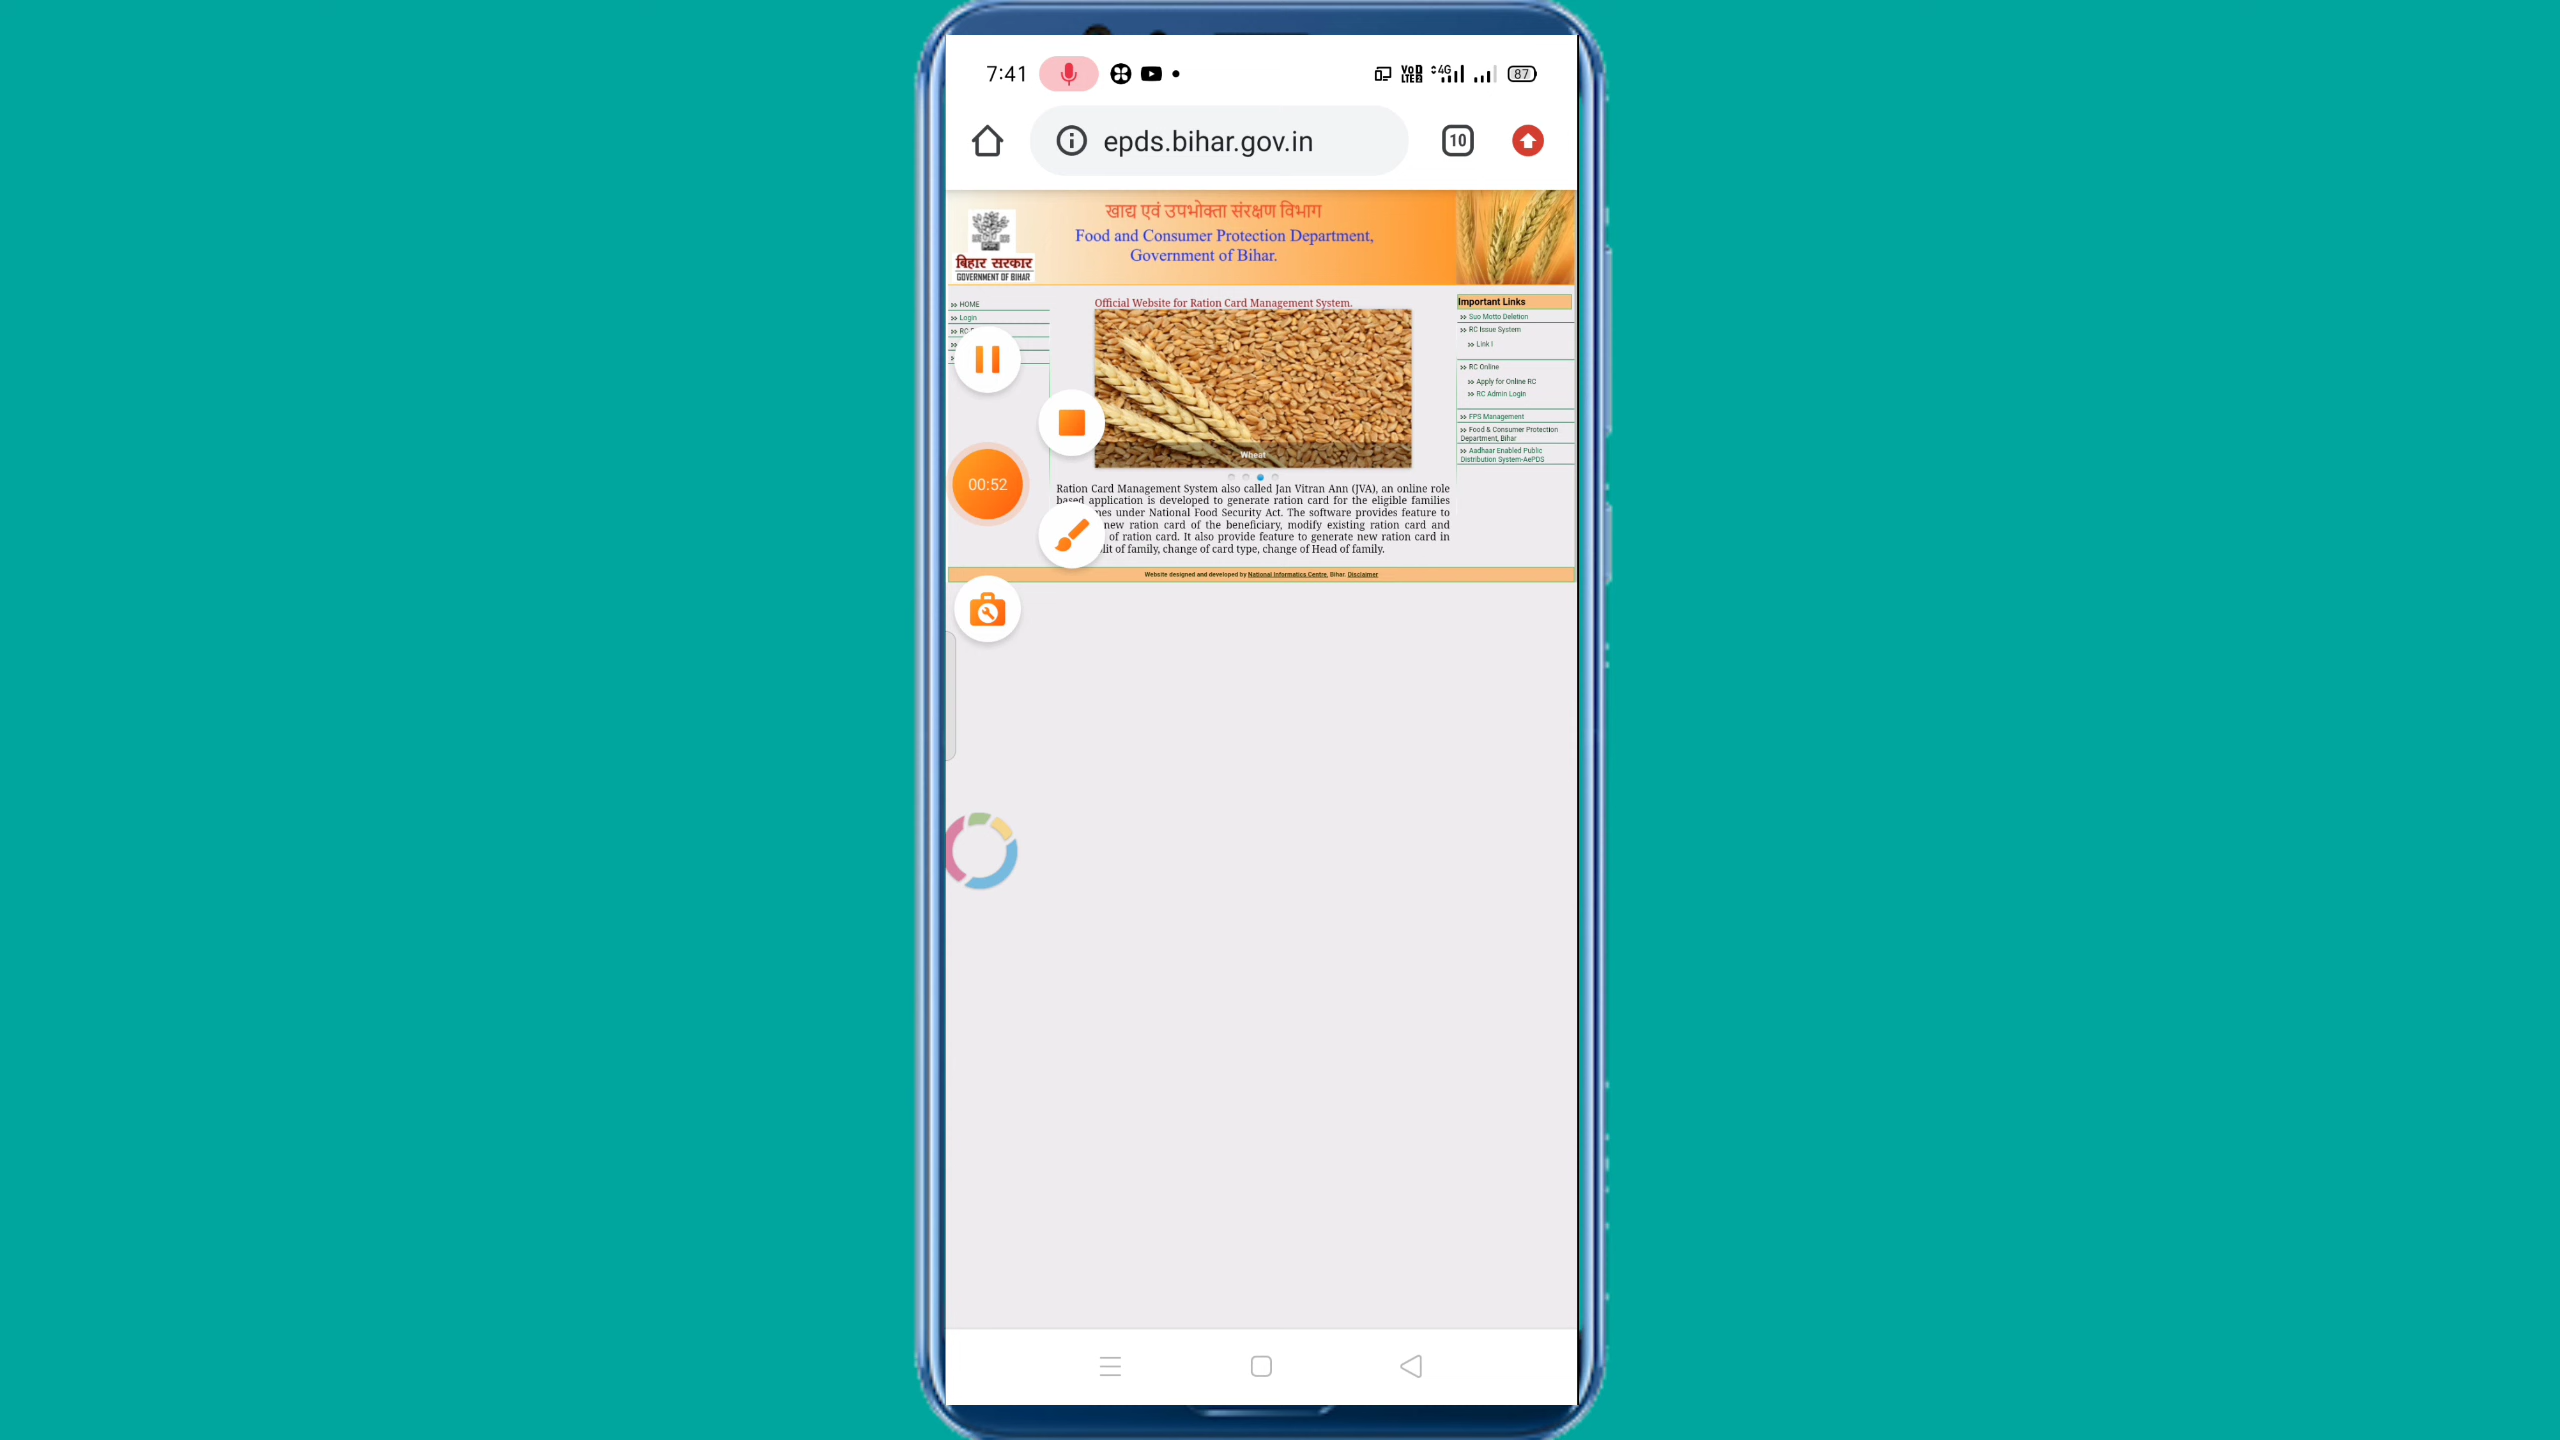 7:41
VoD LTE2
4G
87
epds.bihar.gov.in
10
खाद्य एवं उपभोक्ता संरक्षण विभाग
Food and Consumer Protection Department,
Government of Bihar.
बिहार सरकार
GOVERNMENT OF BIHAR
>> HOME
>> Login
>> RC
Official Website for Ration Card Management System.
Wheat
Important Links
>> Suo Motto Deletion
>> RC Issue System
>> Link I
>> RC Online
>> Apply for Online RC
>> RC Admin Login
>> FPS Management
>> Food & Consumer Protection
Department, Bihar
>> Aadhaar Enabled Public
Distribution System-AePDS
00:52
Ration Card Management System also called Jan Vitran Ann (JVA), an online role
based application is developed to generate ration card for the eligible families
under National Food Security Act. The software provides feature to
new ration card of the beneficiary, modify existing ration card and
of ration card. It also provide feature to generate new ration card in
of family, change of card type, change of Head of family.
Website designed and developed by National Informatics Centre, Bihar. Disclaimer